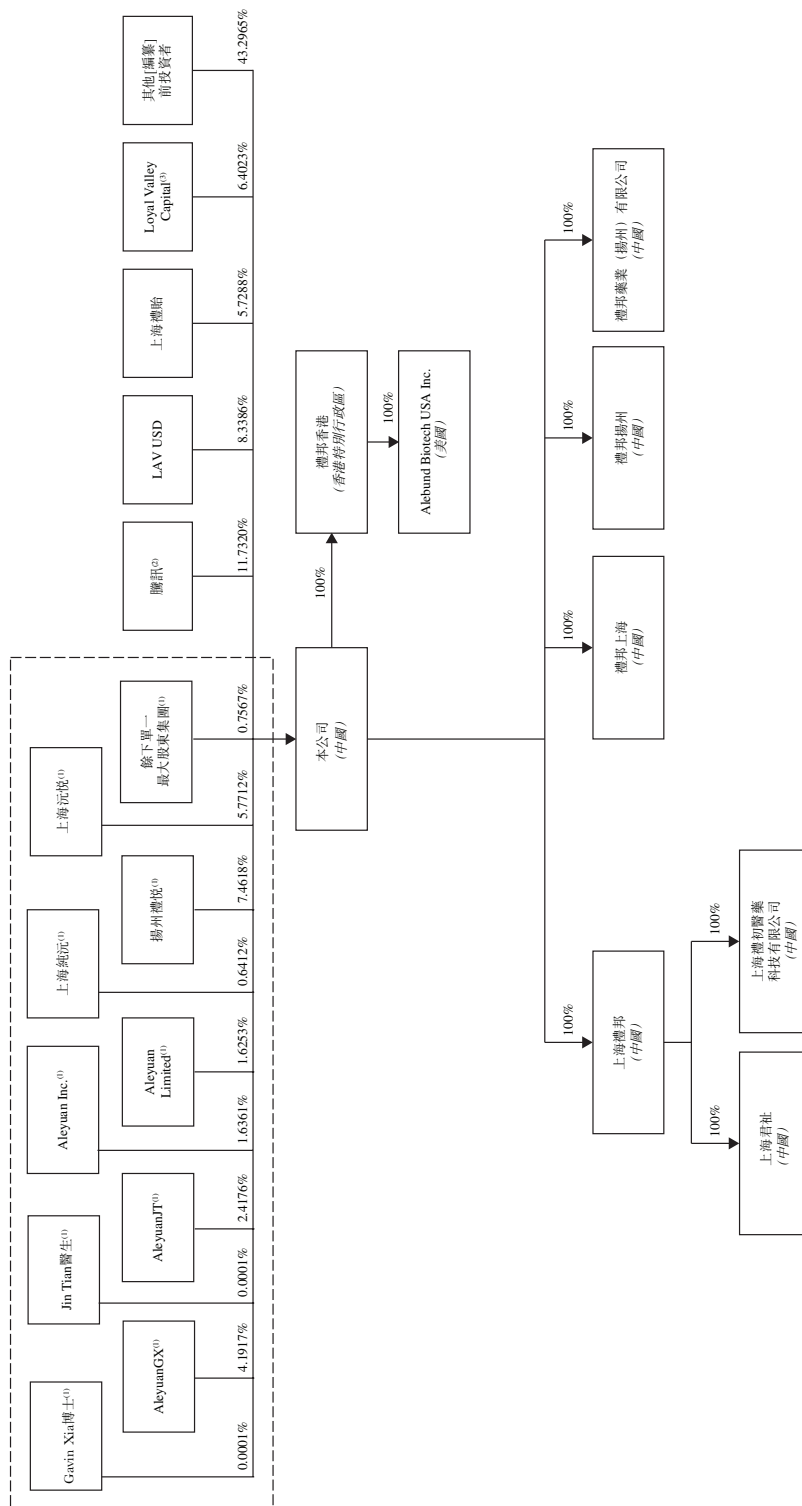 Gavin Xia博士(1)
0.0001%
AleyuanGX(1)
4.1917%
Jin Tian醫生(1)
0.0001%
AleyuanJT(1)
2.4176%
Aleyuan Inc.(1)
1.6361%
Aleyuan
Limited(1)
1.6253%
上海純沅(1)
0.6412%
揚州禮悅(1)
7.4618%
上海沅悅(1)
5.7712%
餘下單一
最大股東集團(1)
0.7567%
騰訊(2)
11.7320%
LAV USD
8.3386%
上海禮貽
5.7288%
Loyal Valley
Capital(3)
6.4023%
其他[編纂]
前投資者
43.2965%
本公司
(中國)
100%
禮邦香港
(香港特別行政區)
100%
Alebund Biotech USA Inc.
(美國)
100%
上海禮邦
(中國)
100%
禮邦上海
(中國)
100%
禮邦揚州
(中國)
100%
禮邦藥業（揚州）有限公司
(中國)
100%
上海君祉
(中國)
100%
上海禮初醫藥
科技有限公司
(中國)